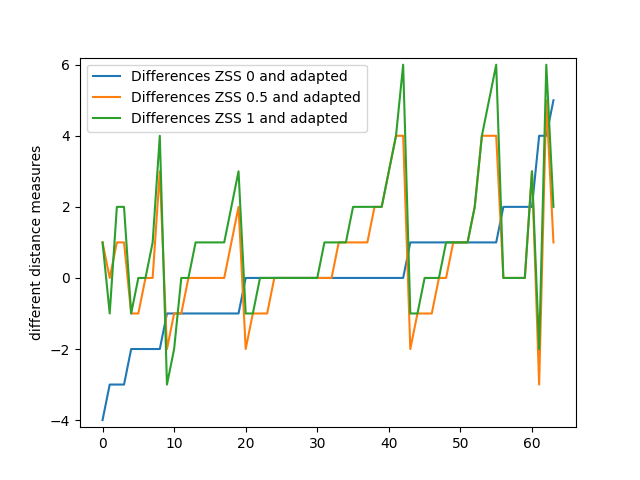 Differences ZSS 0 and adapted
Differences ZSS 0.5 and adapted
Differences ZSS 1 and adapted
different distance measures
6
4
2
0
−2
−4
0 10 20 30 40 50 60